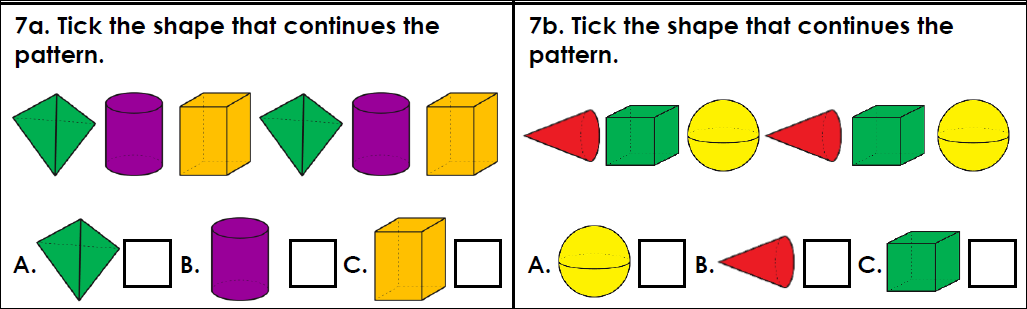 7a. Tick the shape that continues the
pattern.
A.
B.
C.
7b. Tick the shape that continues the
pattern.
A.
B.
C.